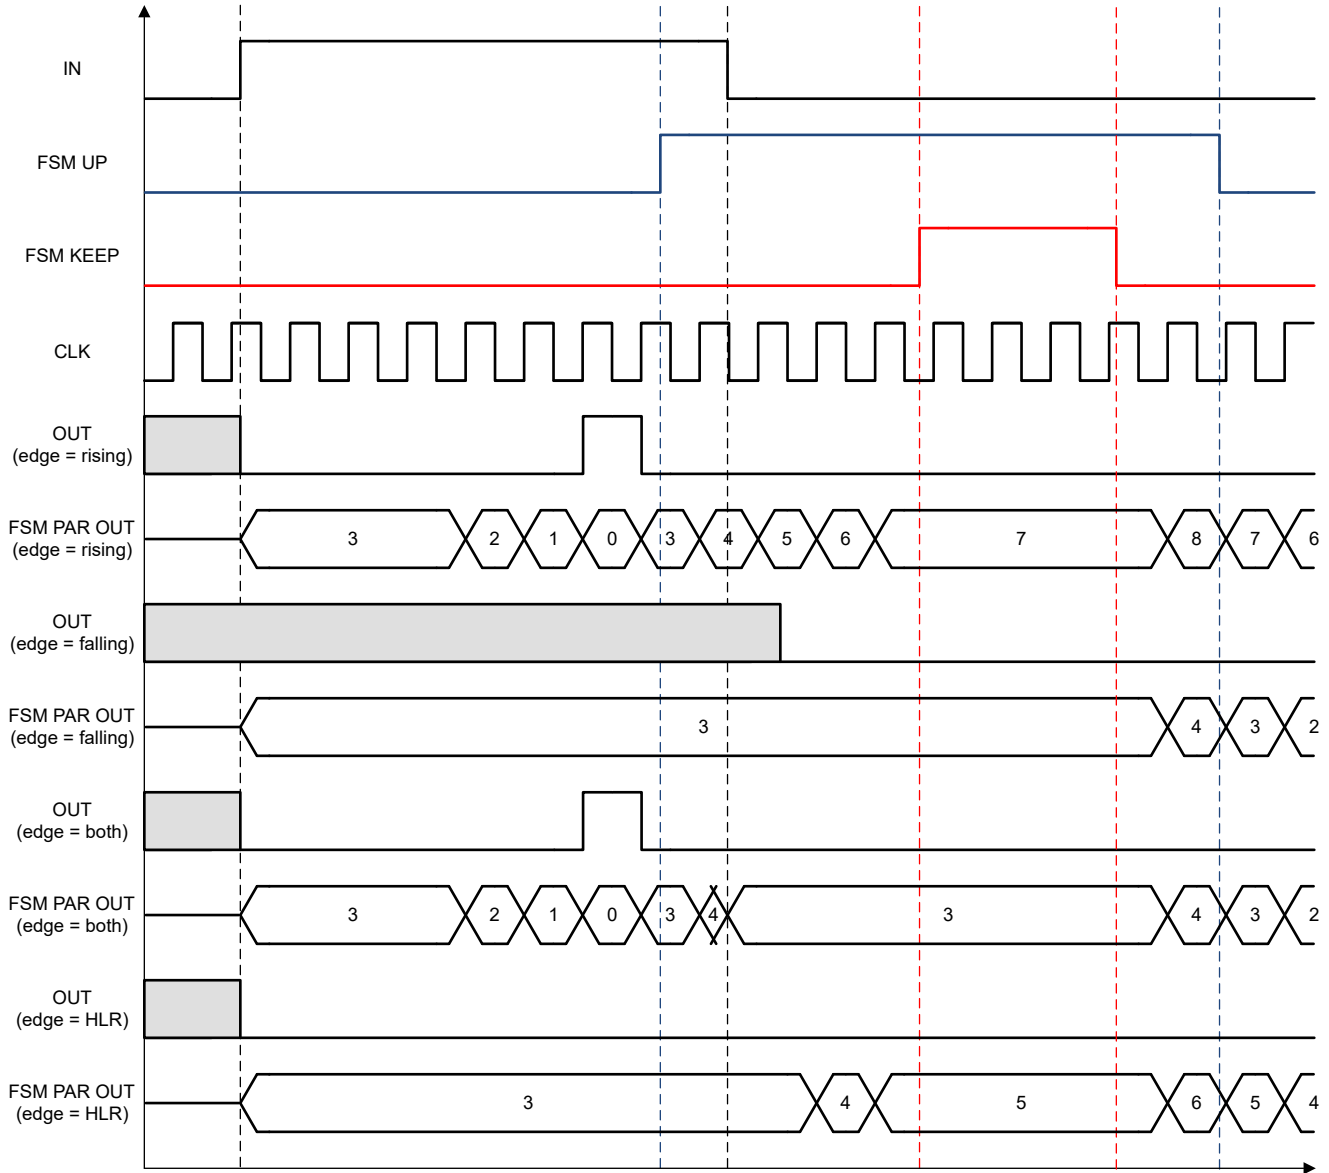 IN
FSM UP
FSM KEEP
CLK
OUT
(edge = rising)
FSM PAR OUT
(edge = rising)
3 2 1 0 3 4 5 6 7 8 7 6
OUT
(edge = falling)
FSM PAR OUT
(edge = falling)
3 4 3 2
OUT
(edge = both)
FSM PAR OUT
(edge = both)
3 2 1 0 3 4 3 4 3 2
OUT
(edge = HLR)
FSM PAR OUT
(edge = HLR)
3 4 5 6 5 4